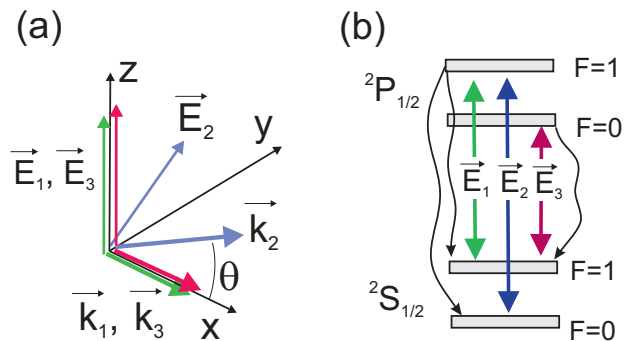 (a)
z
E₂
y
E₁, E₃
k₂
θ
k₁, k₃
x
(b)
²P₁/₂
F=1
F=0
E₁ E₂ E₃
²S₁/₂
F=1
F=0